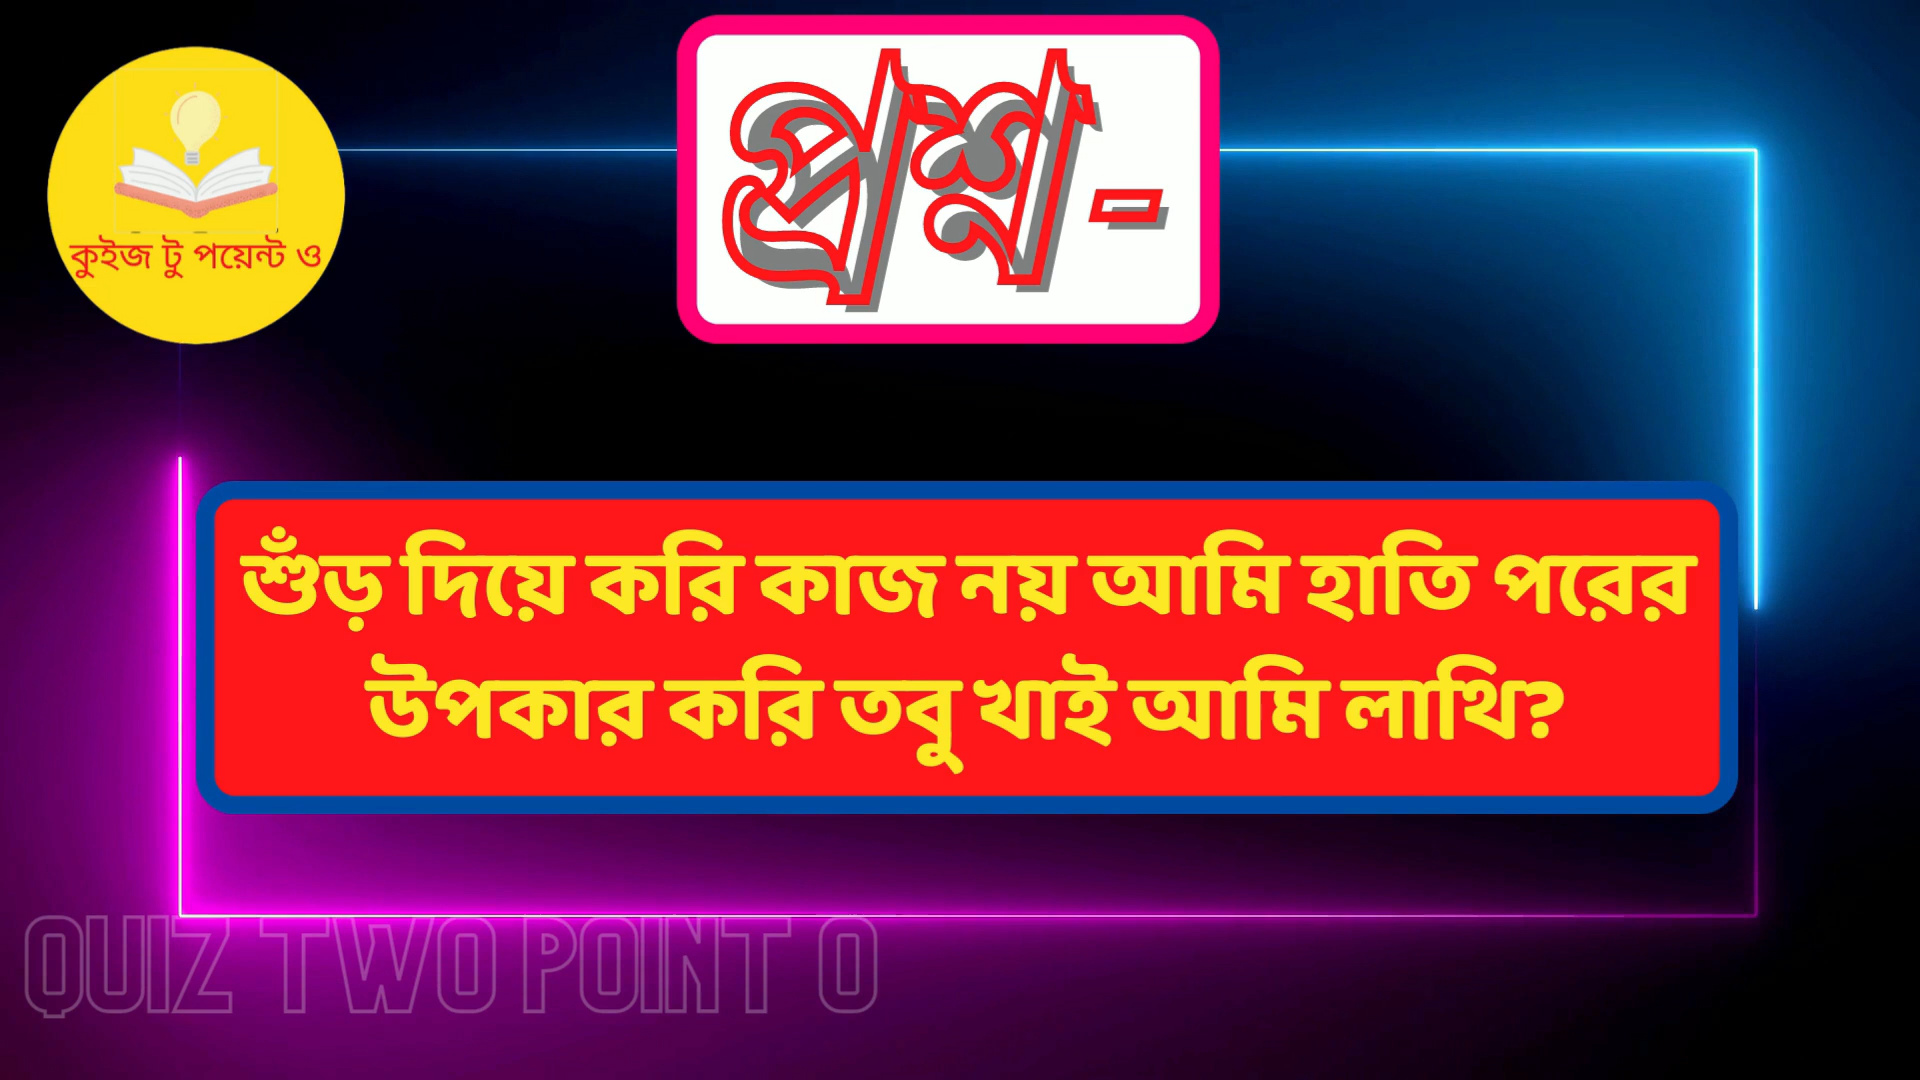 প্রশ্ন-
কুইজ টু পয়েন্ট ও
শুঁড় দিয়ে করি কাজ নয় আমি হাতি পরের
উপকার করি তবু খাই আমি লাথি?
QUIZ TWO POINT O